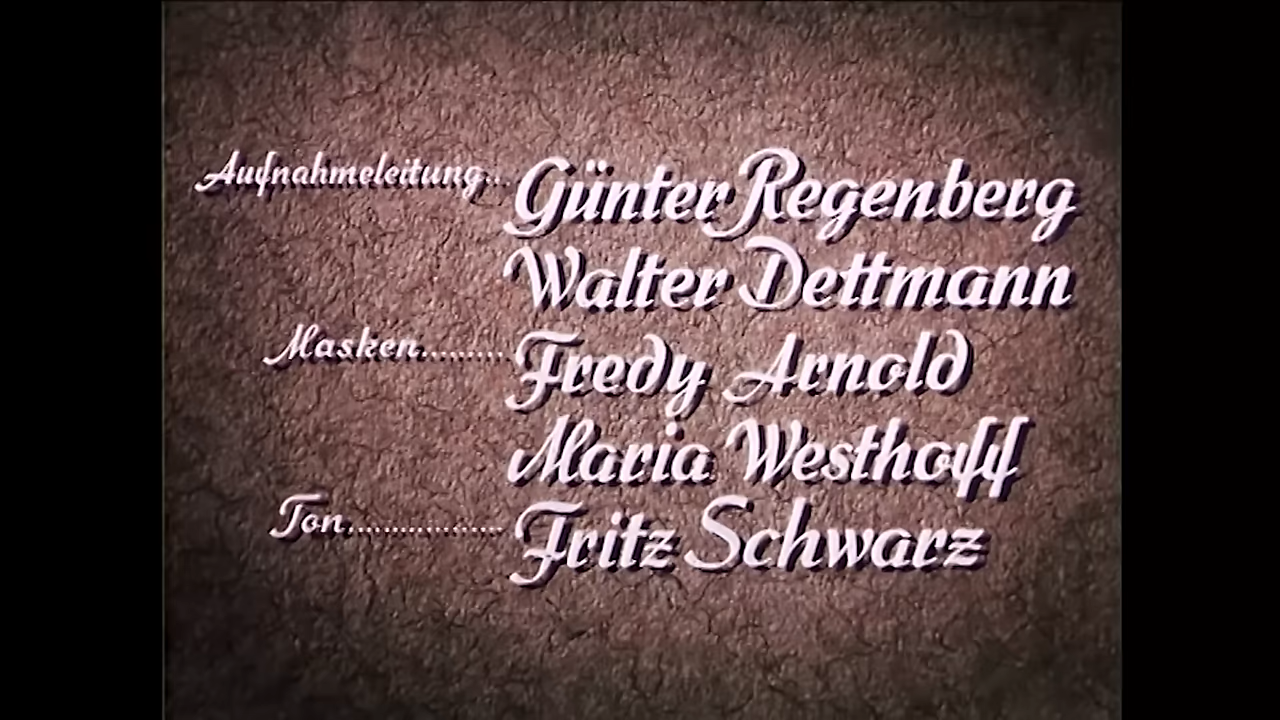 Aufnahmeleitung.. Günter Regenberg
Walter Dettmann
Masken......... Fredy Arnold
Maria Westhoff
Ton................. Fritz Schwarz